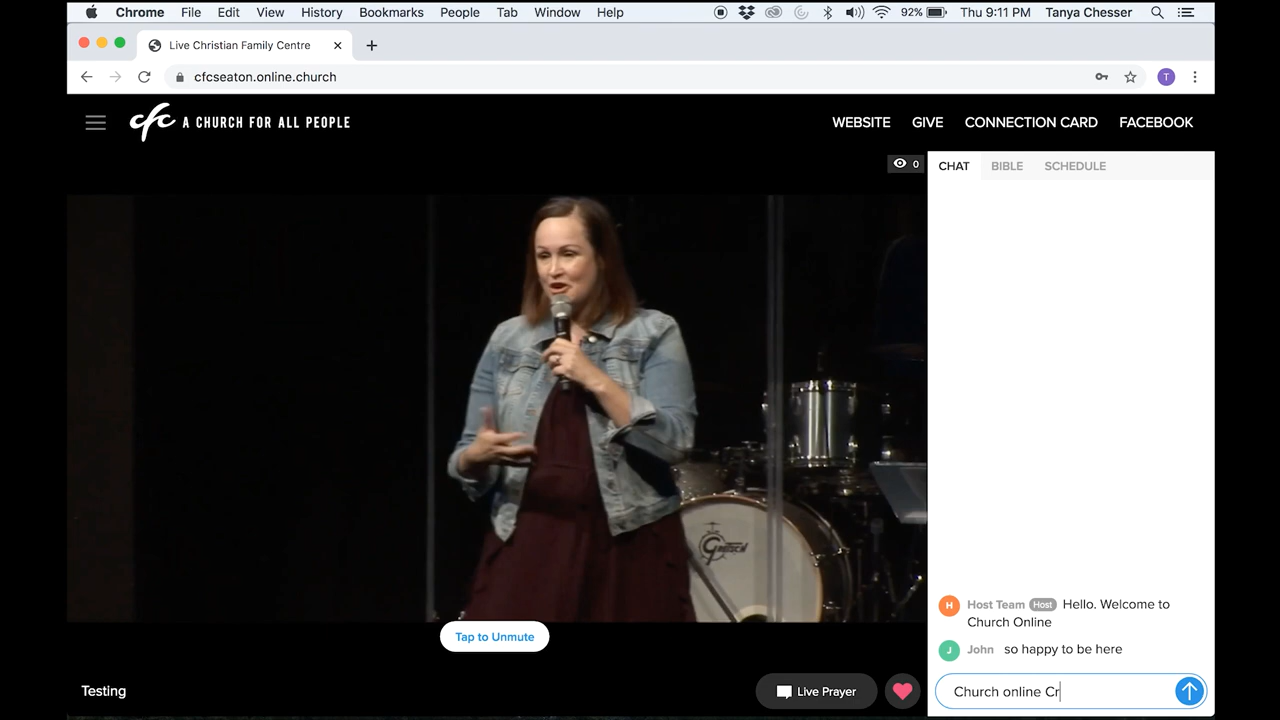 Chrome File Edit View History Bookmarks People Tab Window Help 92% Thu 9:11 PM Tanya Chesser
Live Christian Family Centre
cfcseaton.online.church
T
cfc A CHURCH FOR ALL PEOPLE
WEBSITE GIVE CONNECTION CARD FACEBOOK
0
CHAT BIBLE SCHEDULE
Gretsch
H Host Team Host Hello. Welcome to
Church Online
J John so happy to be here
Tap to Unmute
Testing
Live Prayer
Church online Cr